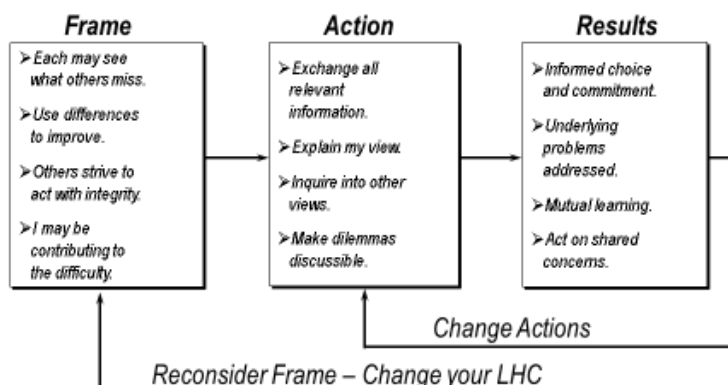 Frame
➢Each may see
what others miss.
➢Use differences
to improve.
➢Others strive to
act with integrity.
➢I may be
contributing to
the difficulty.
Action
➢Exchange all
relevant
information.
➢Explain my view.
➢Inquire into other
views.
➢Make dilemmas
discussible.
Results
➢Informed choice
and commitment.
➢Underlying
problems
addressed.
➢Mutual learning.
➢Act on shared
concerns.
Change Actions
Reconsider Frame – Change your LHC